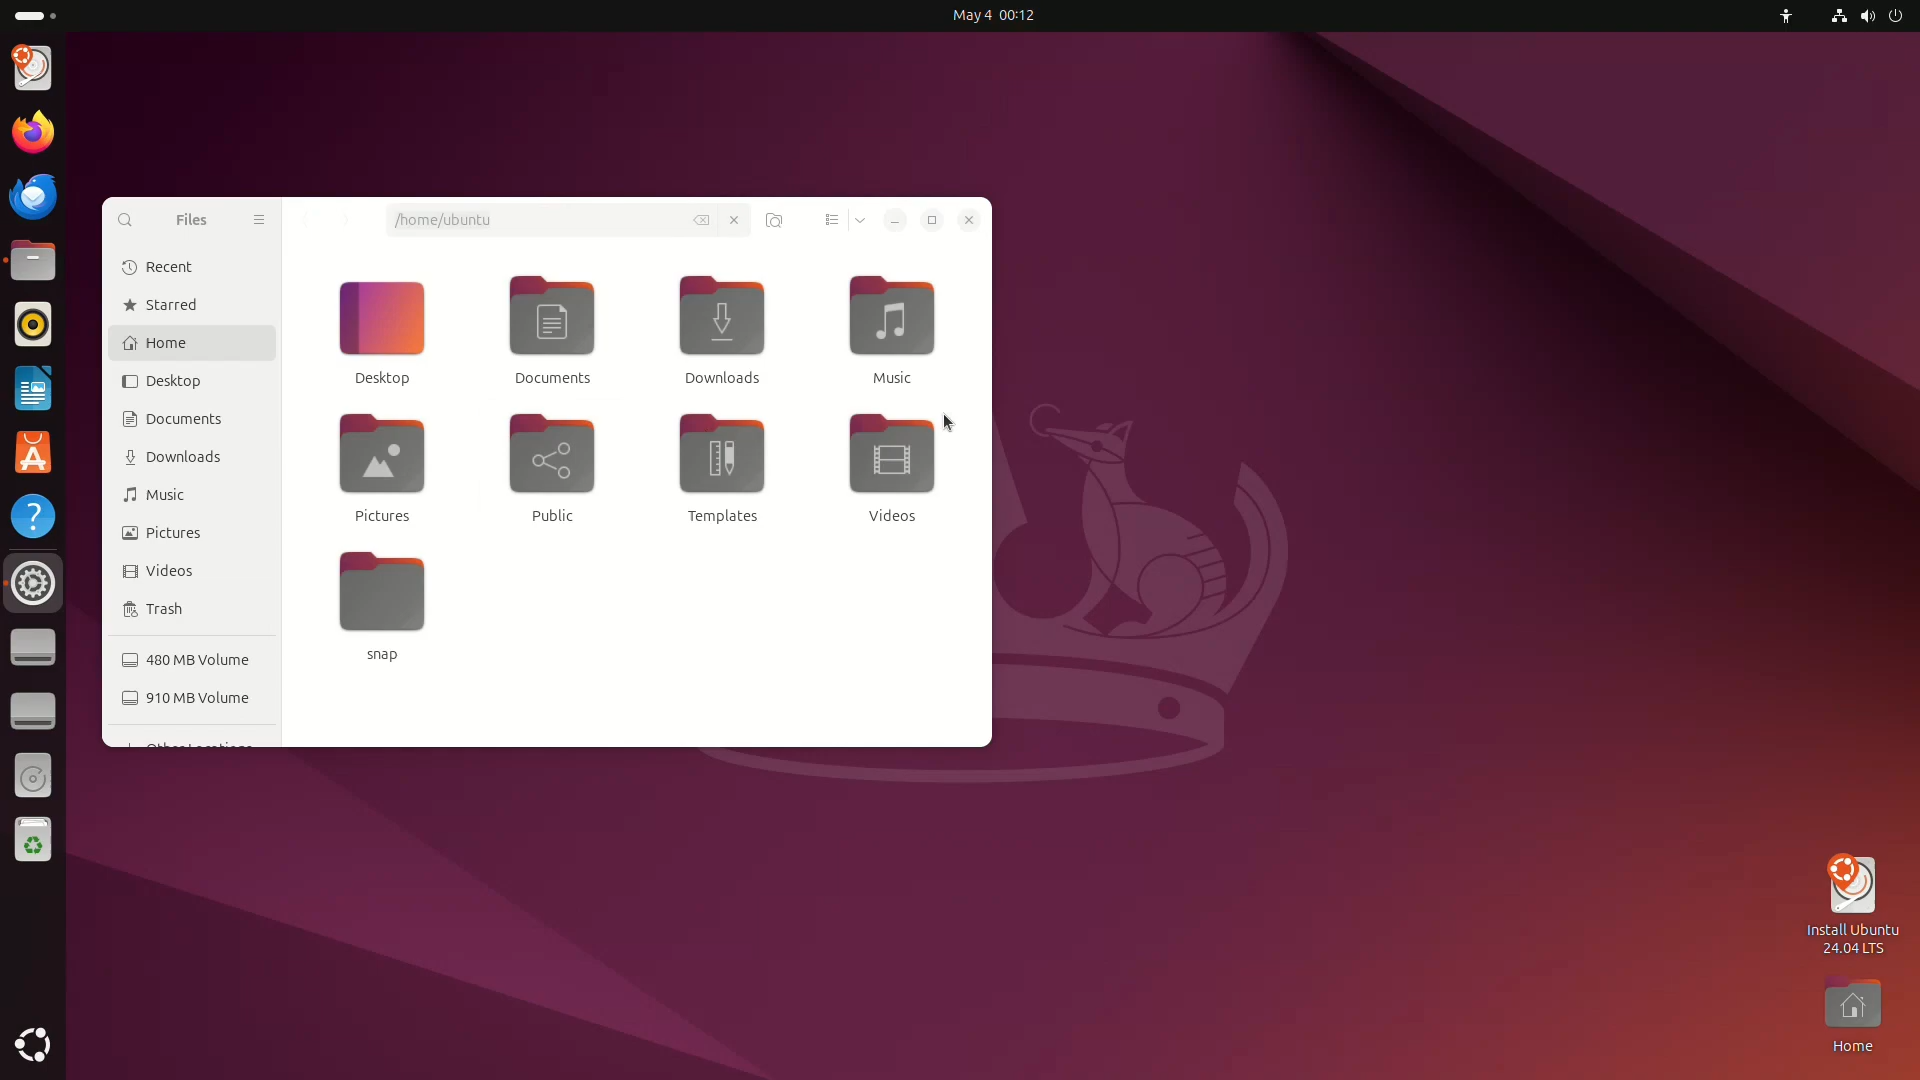 May 4 00:12
Files
/home/ubuntu
Recent
Starred
Home
Desktop
Documents
Downloads
Music
Pictures
Videos
Trash
480 MB Volume
910 MB Volume
Other Locations
Desktop
Documents
Downloads
Music
Pictures
Public
Templates
Videos
snap
Install Ubuntu
24.04 LTS
Home